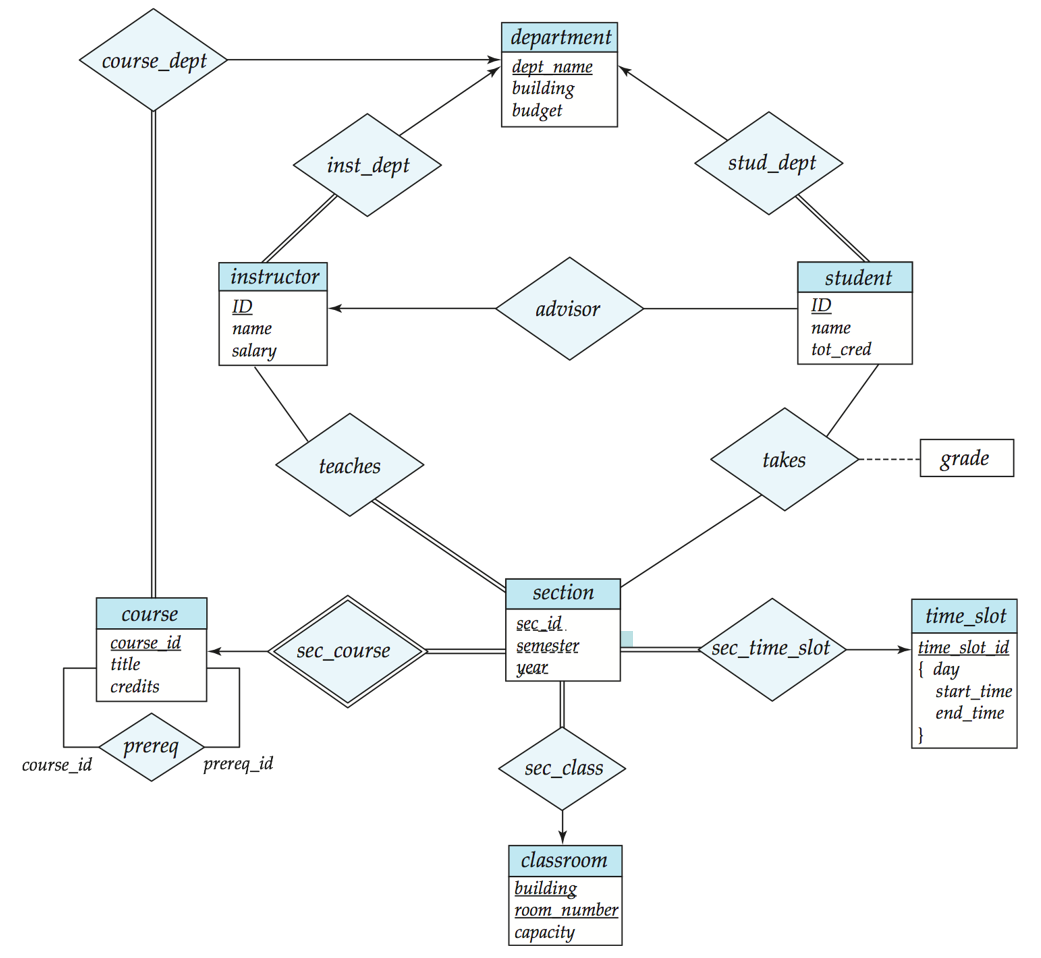 department
course_dept
dept_name
building
budget
inst_dept
stud_dept
instructor
ID
name
salary
advisor
student
ID
name
tot_cred
teaches
takes
grade
section
sec_id
semester
year
course
course_id
title
credits
sec_course
sec_time_slot
time_slot
time_slot_id
{ day
start_time
end_time
}
prereq
course_id
prereq_id
sec_class
classroom
building
room_number
capacity